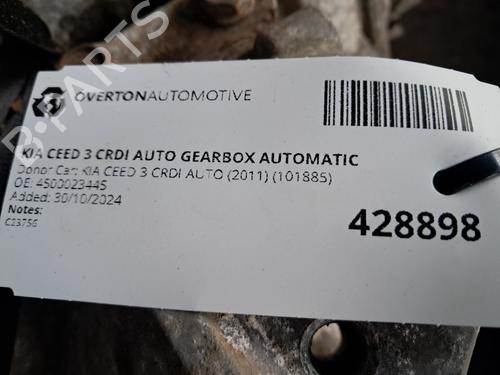 B-PARTS
OVERTONAUTOMOTIVE
KIA CEED 3 CRDI AUTO GEARBOX AUTOMATIC
Donor Car: KIA CEED 3 CRDI AUTO (2011) (101885)
OE: 4500023445
Added: 30/10/2024
Notes:
C23756
428898